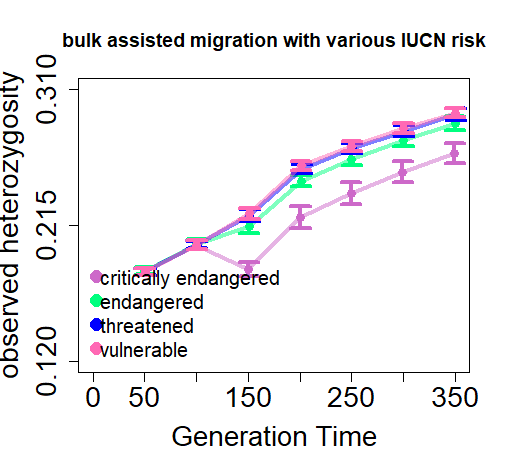 bulk assisted migration with various IUCN risk
observed heterozygosity
0.310
0.215
0.120
critically endangered
endangered
threatened
vulnerable
0 50 150 250 350
Generation Time